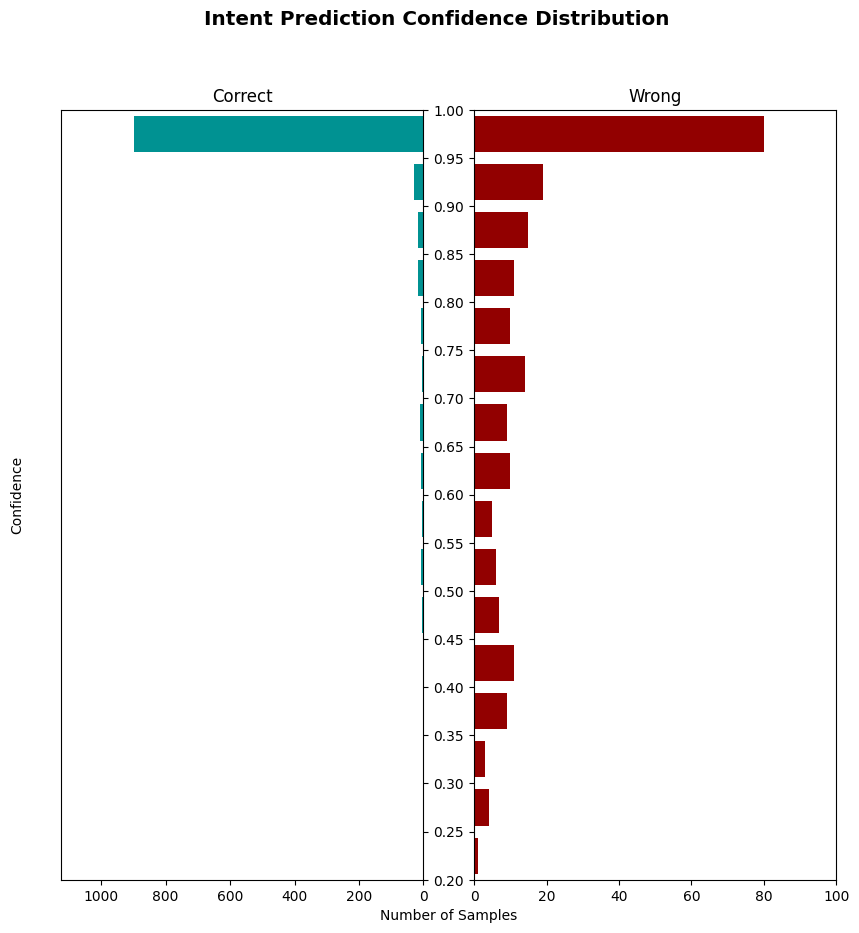 Intent Prediction Confidence Distribution
Correct
Wrong
Confidence
1.00
0.95
0.90
0.85
0.80
0.75
0.70
0.65
0.60
0.55
0.50
0.45
0.40
0.35
0.30
0.25
0.20
1000 800 600 400 200 0
0 20 40 60 80 100
Number of Samples